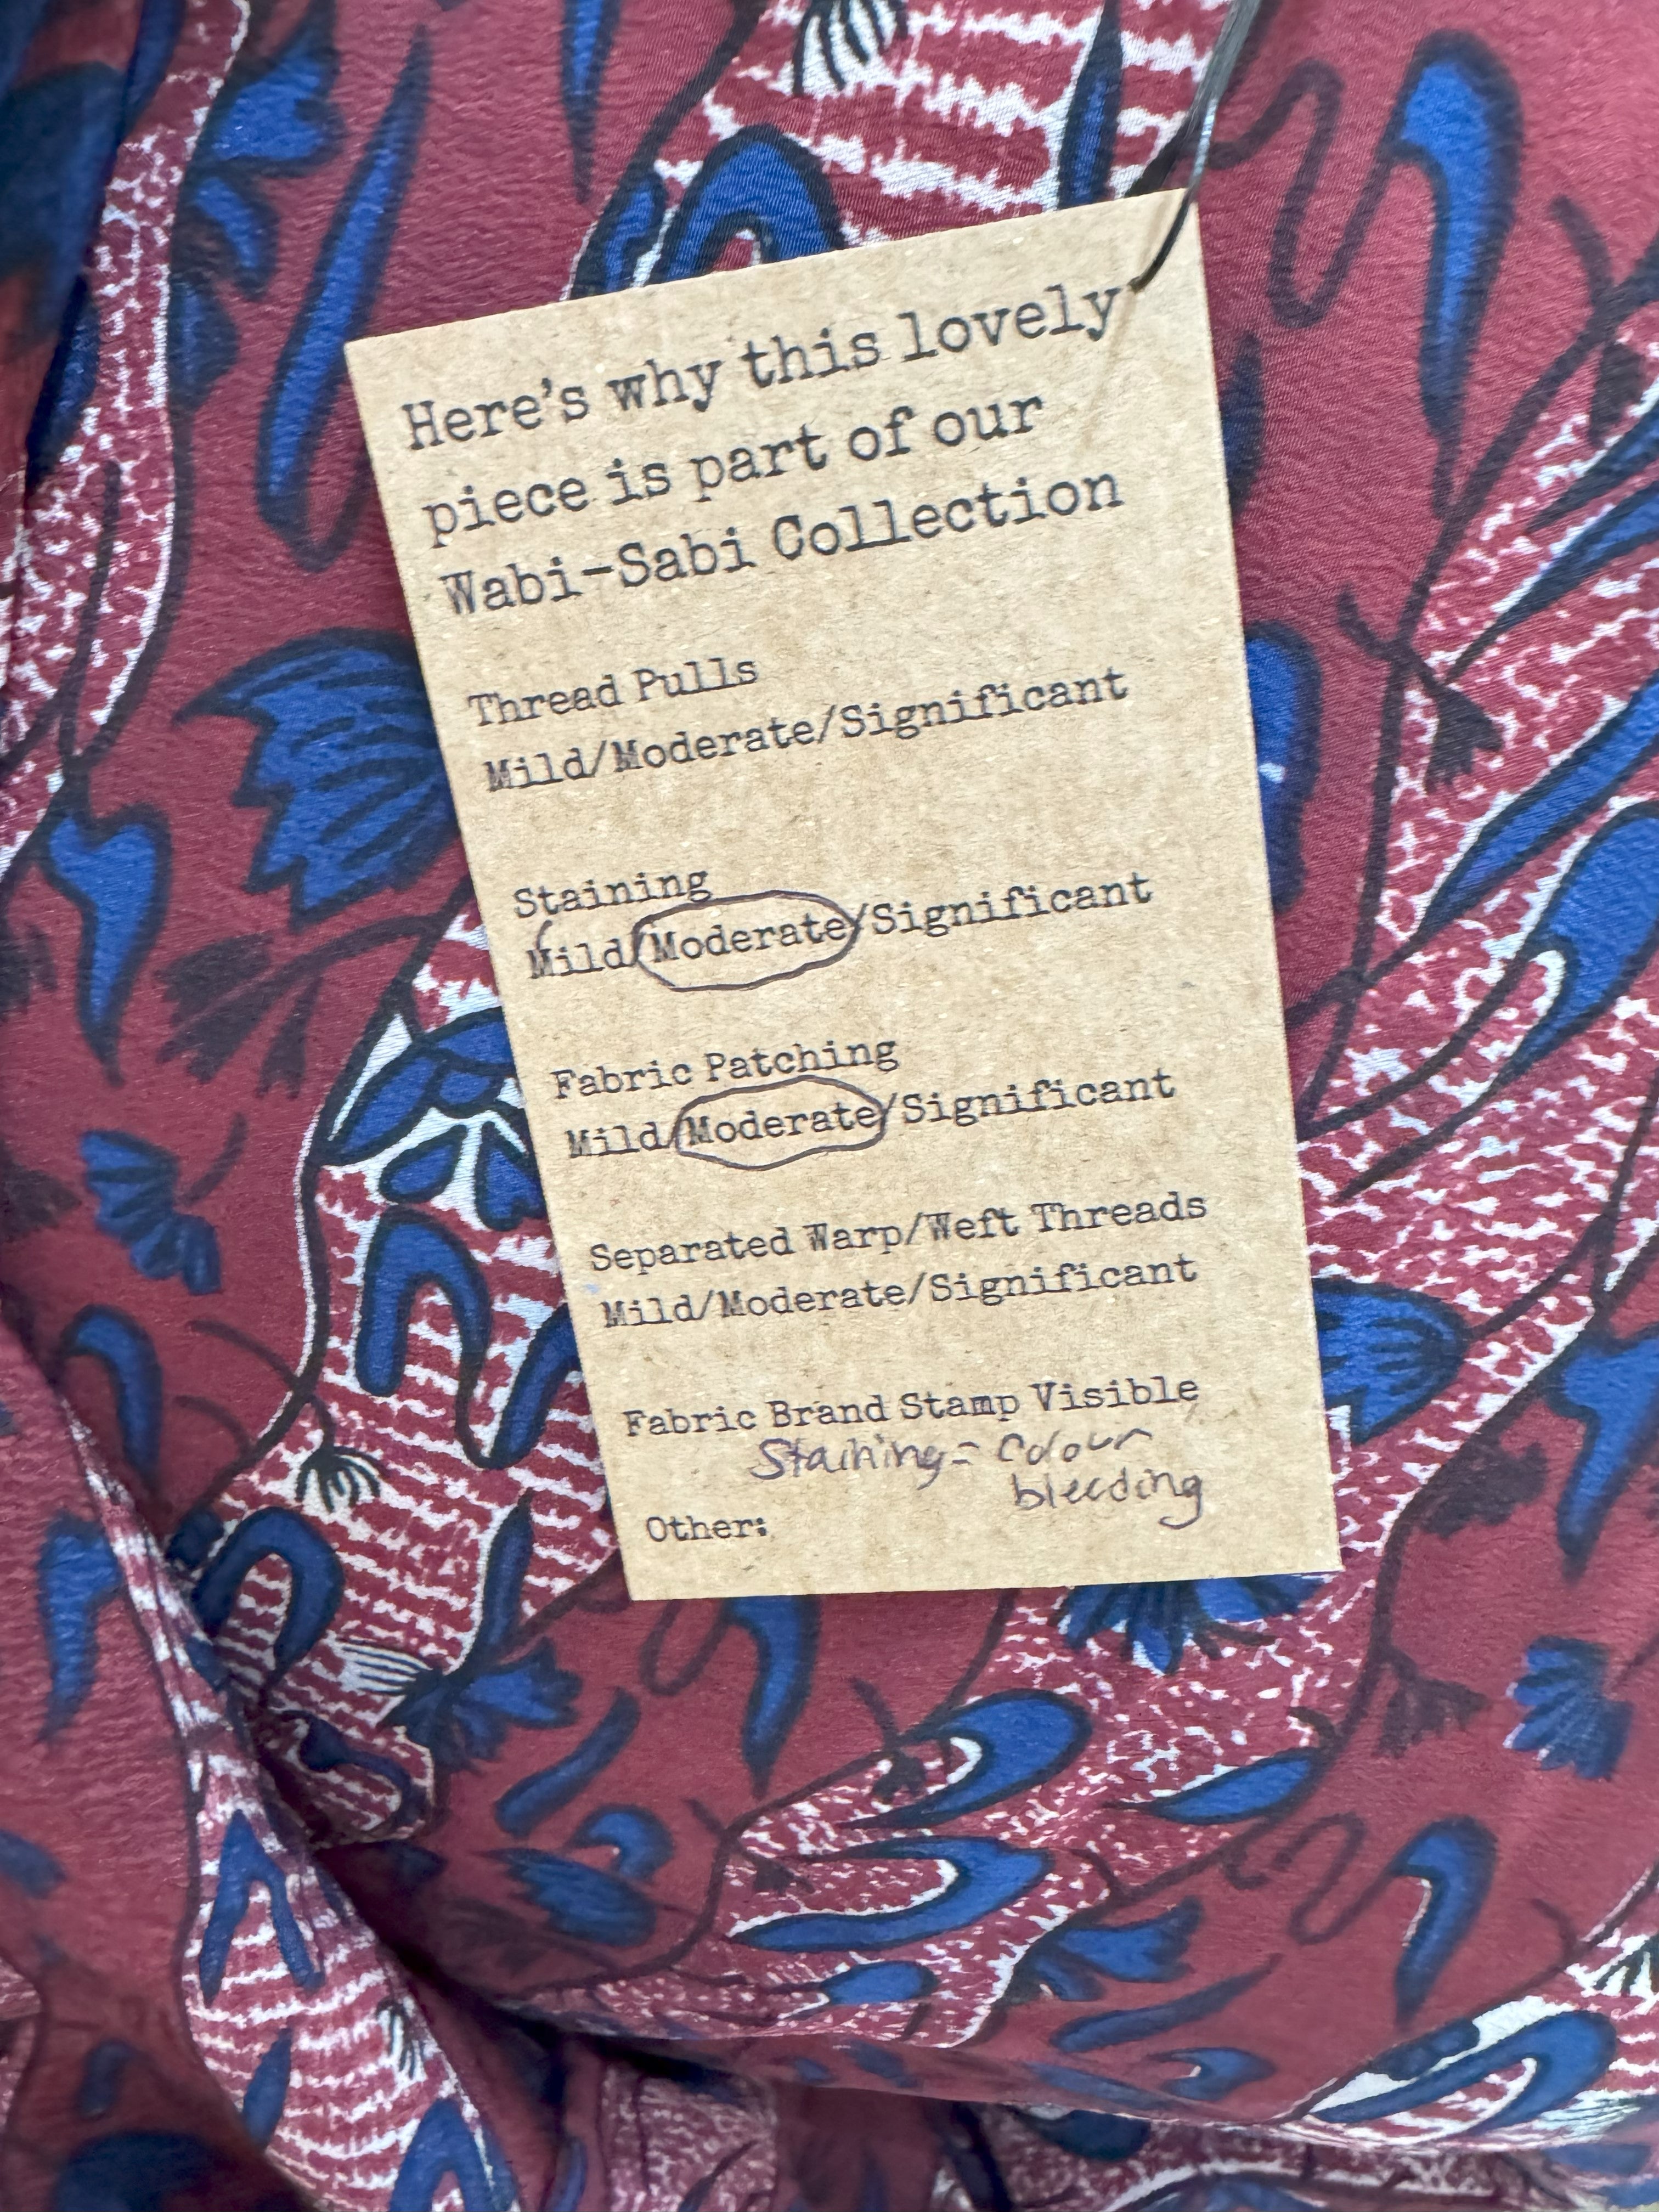 Here's why this lovely
piece is part of our
Wabi-Sabi Collection
Thread Pulls
Mild/Moderate/Significant
Staining
Mild/Moderate/Significant
Fabric Patching
Mild/Moderate/Significant
Separated Warp/Weft Threads
Mild/Moderate/Significant
Fabric Brand Stamp Visible
Staining = Colour
bleeding
Other: